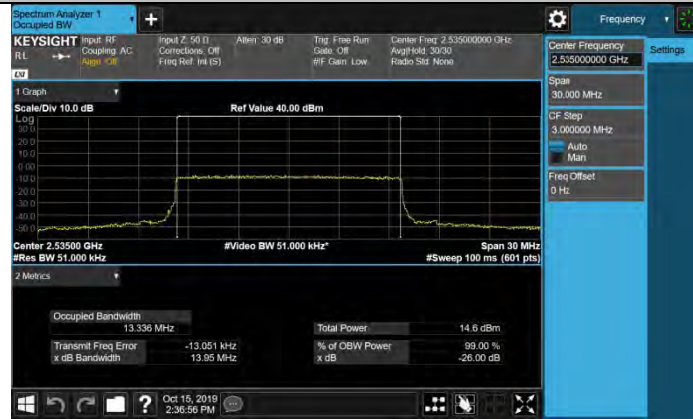 Spectrum Analyzer 1
Occupied BW
+
Frequency
KEYSIGHT
RL
Input: RF
Coupling: AC
Align: Off
Input Z: 50 Ω
Corrections: Off
Freq Ref: Int (S)
Atten: 30 dB
Trig: Free Run
Gate: Off
#IF Gain: Low
Center Freq: 2.535000000 GHz
Avg|Hold: 30/30
Radio Std: None
LXI
Center Frequency
2.535000000 GHz
Settings
Span
30.000 MHz
CF Step
3.000000 MHz
Auto
Man
Freq Offset
0 Hz
1 Graph
Scale/Div 10.0 dB
Ref Value 40.00 dBm
Log
30.0
20.0
10.0
0.00
-10.0
-20.0
-30.0
-40.0
-50.0
Center 2.53500 GHz
#Video BW 51.000 kHz*
Span 30 MHz
#Res BW 51.000 kHz
#Sweep 100 ms (601 pts)
2 Metrics
Occupied Bandwidth
13.336 MHz
Total Power
14.6 dBm
Transmit Freq Error
-13.051 kHz
% of OBW Power
99.00 %
x dB Bandwidth
13.95 MHz
x dB
-26.00 dB
?
Oct 15, 2019
2:36:56 PM